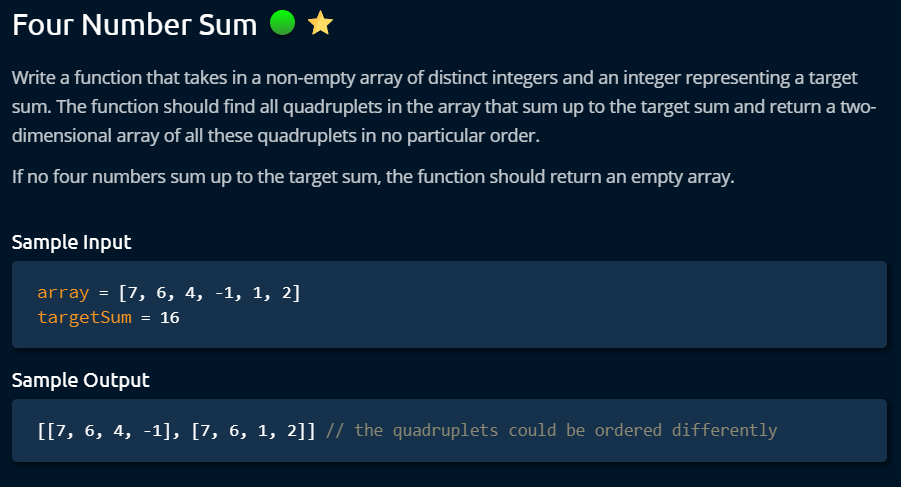 Four Number Sum
Write a function that takes in a non-empty array of distinct integers and an integer representing a target
sum. The function should find all quadruplets in the array that sum up to the target sum and return a two-
dimensional array of all these quadruplets in no particular order.
If no four numbers sum up to the target sum, the function should return an empty array.
Sample Input
array = [7, 6, 4, -1, 1, 2]
targetSum = 16
Sample Output
[[7, 6, 4, -1], [7, 6, 1, 2]] // the quadruplets could be ordered differently